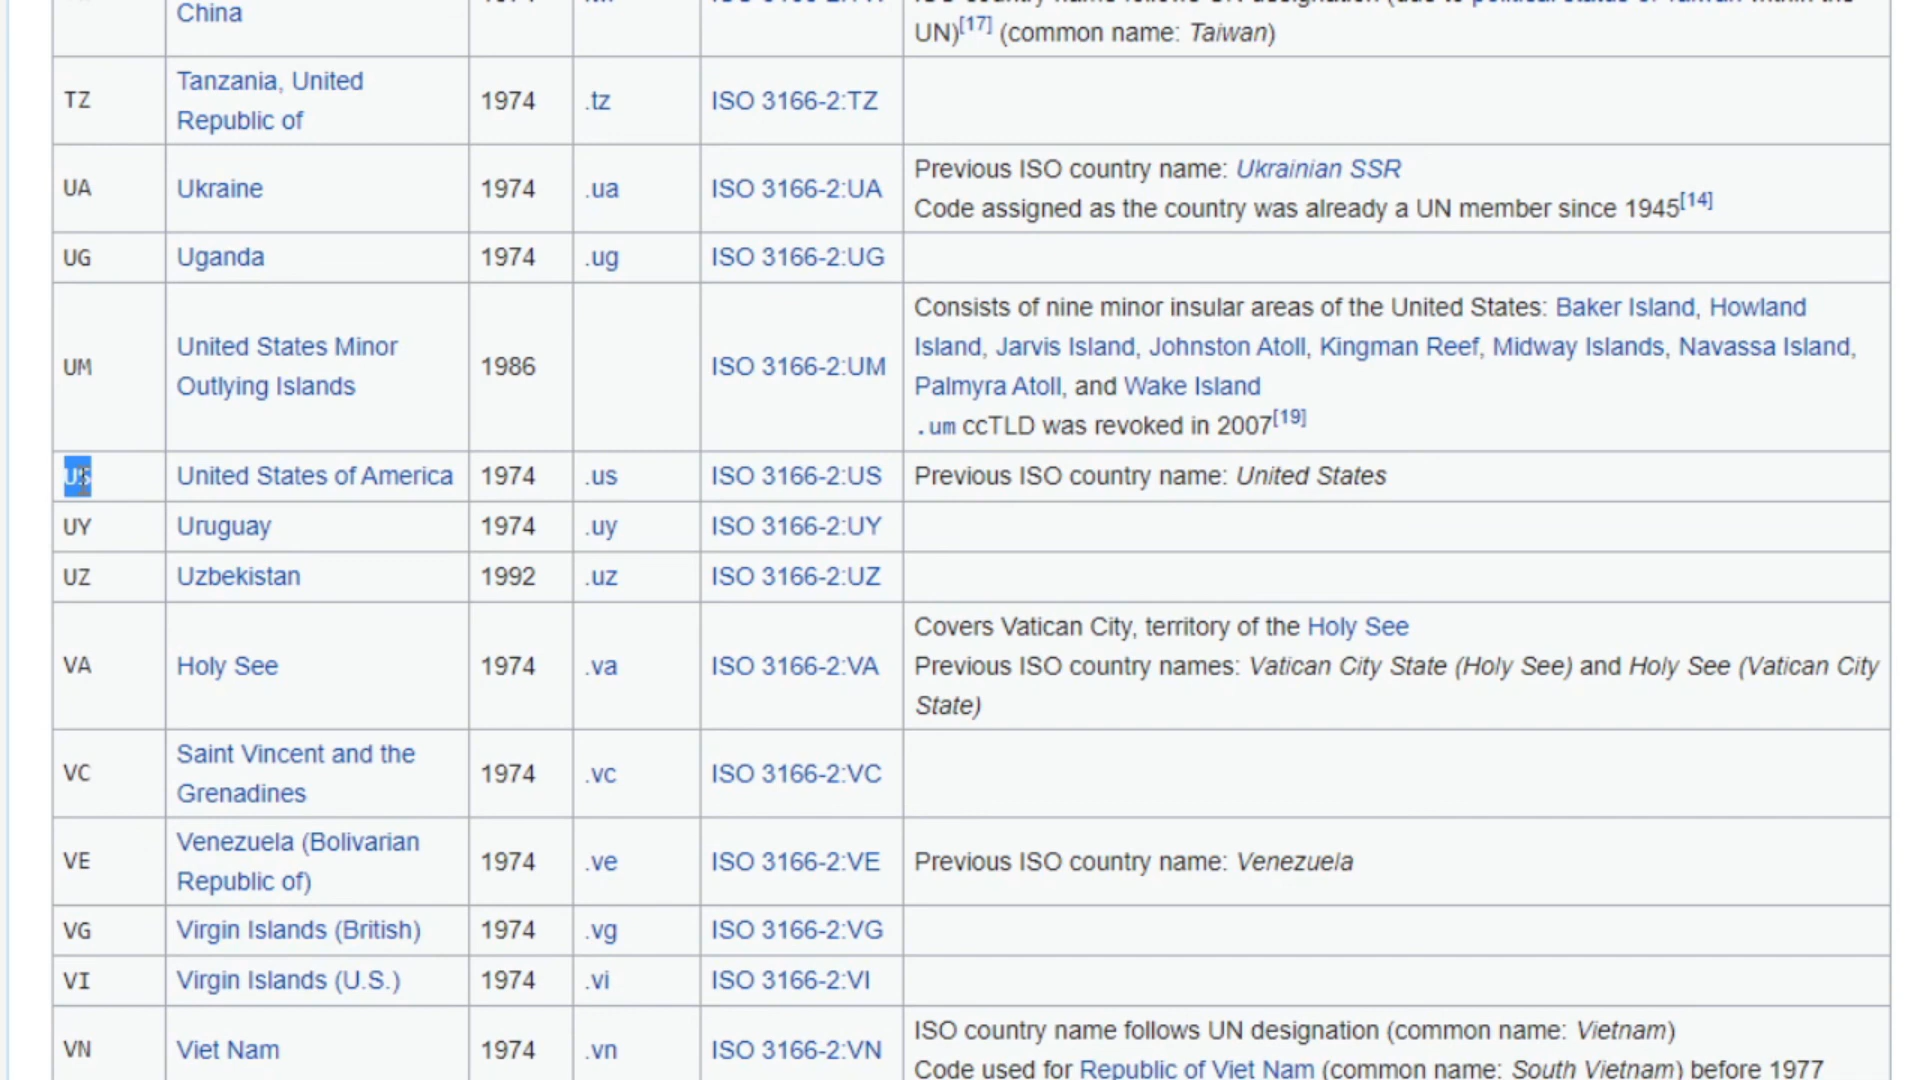 China
UN)[17] (common name: Taiwan)
TZ
Tanzania, United
Republic of
1974
.tz
ISO 3166-2:TZ
UA
Ukraine
1974
.ua
ISO 3166-2:UA
Previous ISO country name: Ukrainian SSR
Code assigned as the country was already a UN member since 1945[14]
UG
Uganda
1974
.ug
ISO 3166-2:UG
UM
United States Minor
Outlying Islands
1986
ISO 3166-2:UM
Consists of nine minor insular areas of the United States: Baker Island, Howland
Island, Jarvis Island, Johnston Atoll, Kingman Reef, Midway Islands, Navassa Island,
Palmyra Atoll, and Wake Island
.um ccTLD was revoked in 2007[19]
US
United States of America
1974
.us
ISO 3166-2:US
Previous ISO country name: United States
UY
Uruguay
1974
.uy
ISO 3166-2:UY
UZ
Uzbekistan
1992
.uz
ISO 3166-2:UZ
VA
Holy See
1974
.va
ISO 3166-2:VA
Covers Vatican City, territory of the Holy See
Previous ISO country names: Vatican City State (Holy See) and Holy See (Vatican City
State)
VC
Saint Vincent and the
Grenadines
1974
.vc
ISO 3166-2:VC
VE
Venezuela (Bolivarian
Republic of)
1974
.ve
ISO 3166-2:VE
Previous ISO country name: Venezuela
VG
Virgin Islands (British)
1974
.vg
ISO 3166-2:VG
VI
Virgin Islands (U.S.)
1974
.vi
ISO 3166-2:VI
VN
Viet Nam
1974
.vn
ISO 3166-2:VN
ISO country name follows UN designation (common name: Vietnam)
Code used for Republic of Viet Nam (common name: South Vietnam) before 1977